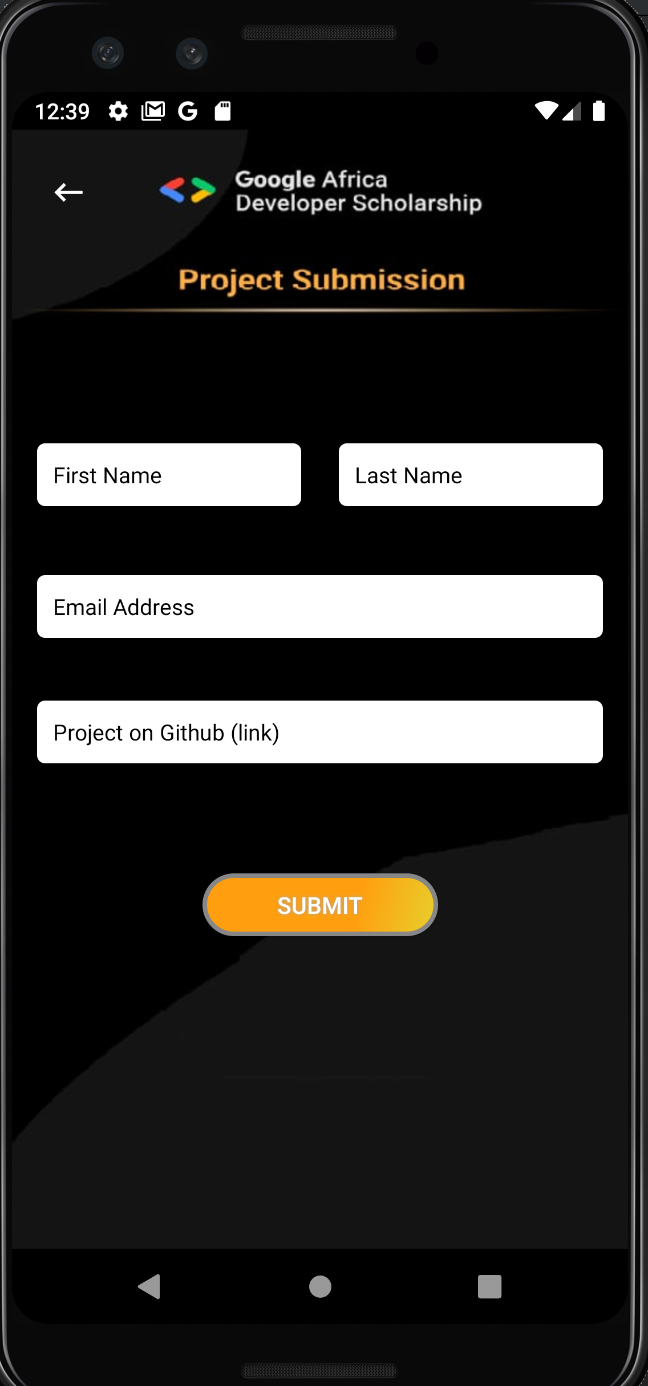 12:39
Google Africa
Developer Scholarship
Project Submission
First Name
Last Name
Email Address
Project on Github (link)
SUBMIT